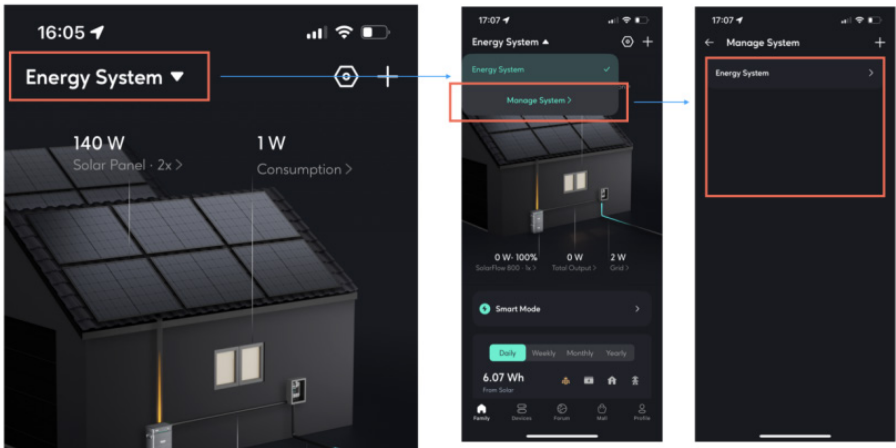 16:05
Energy System ▼
140 W
Solar Panel · 2x >
1 W
Consumption >
17:07
Energy System ▲
Energy System
Manage System >
0 W· 100%
SolarFlow 800 · 1x >
0 W
Total Output >
2 W
Grid >
Smart Mode
Daily Weekly Monthly Yearly
6.07 Wh
From Solar
Family Devices Forum Mall Profile
17:07
← Manage System +
Energy System >